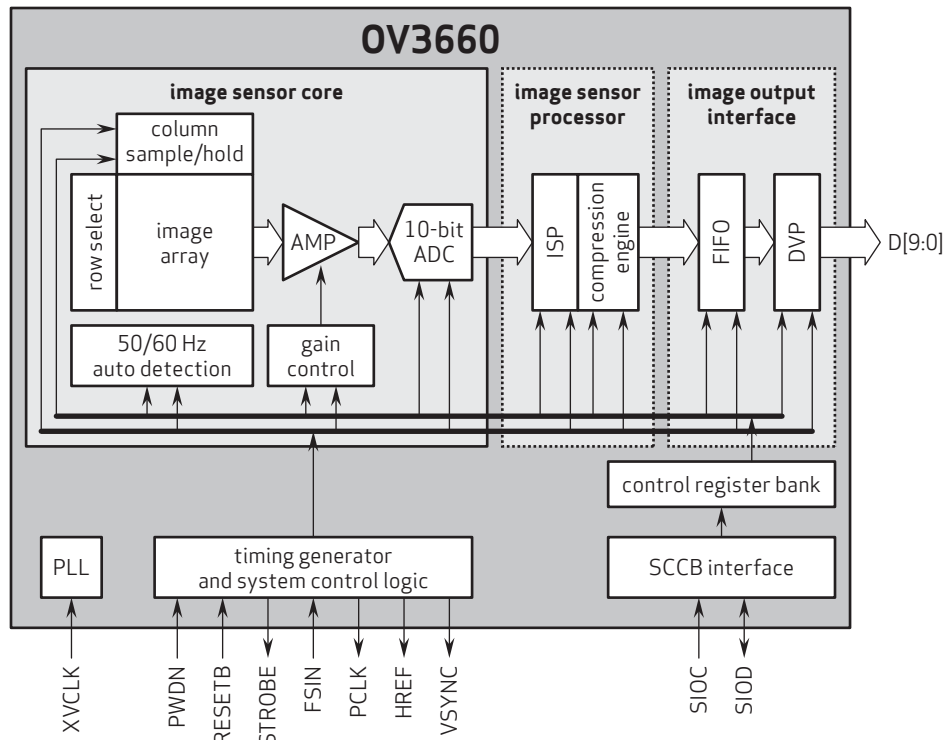 OV3660
image sensor core
image sensor
processor
image output
interface
column
sample/hold
row select
image
array
AMP
10-bit
ADC
ISP
compression
engine
FIFO
DVP
D[9:0]
50/60 Hz
auto detection
gain
control
control register bank
PLL
timing generator
and system control logic
SCCB interface
XVCLK
PWDN
RESETB
STROBE
FSIN
PCLK
HREF
VSYNC
SIOC
SIOD